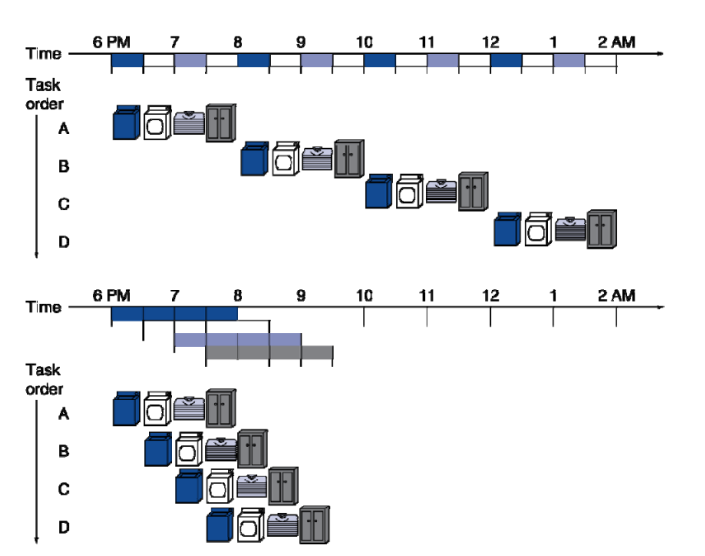 6 PM 7 8 9 10 11 12 1 2 AM
Time
Task
order
A
B
C
D
6 PM 7 8 9 10 11 12 1 2 AM
Time
Task
order
A
B
C
D